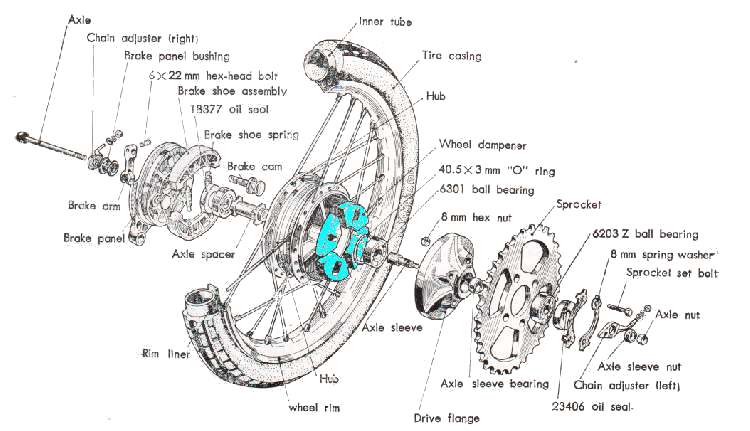 Axle
Chain adjuster (right)
Brake panel bushing
6×22 mm hex-head bolt
Brake shoe assembly
TB377 oil seal
Brake shoe spring
Brake cam
Inner tube
Tire casing
Hub
Wheel dampener
40.5×3 mm "O" ring
6301 ball bearing
8 mm hex nut
Sprocket
6203 Z ball bearing
8 mm spring washer
Sprocket set bolt
Brake arm
Brake panel
Axle spacer
Axle sleeve
Axle nut
Rim liner
Hub
wheel rim
Axle sleeve bearing
Axle sleeve nut
Chain adjuster (left)
23406 oil seal
Drive flange